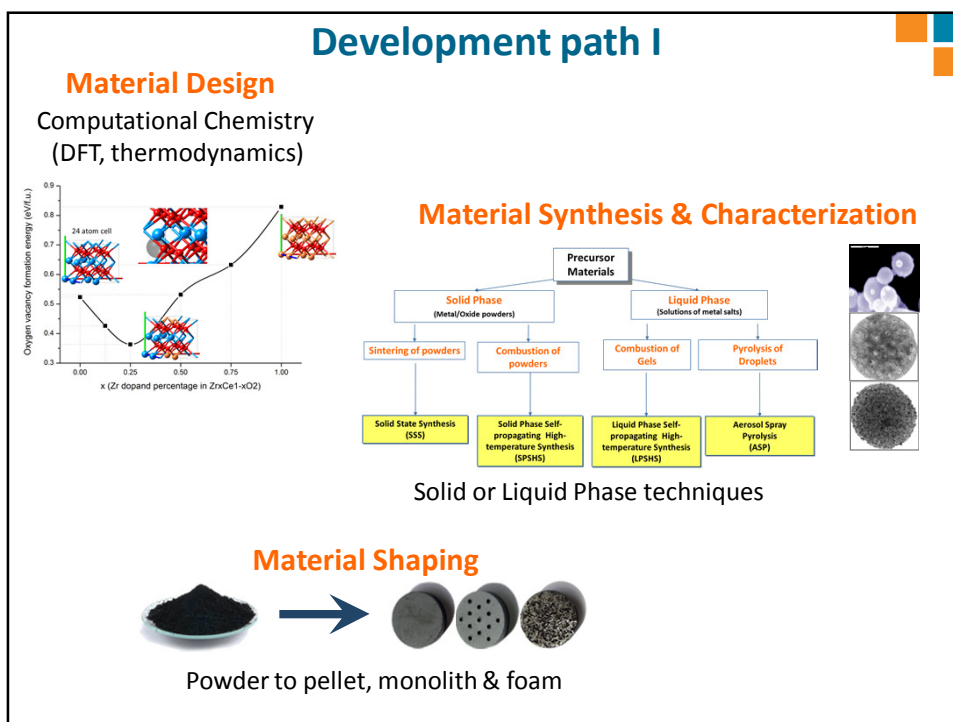 Development path I
Material Design
Computational Chemistry
(DFT, thermodynamics)
Oxygen vacancy formation energy (eV/f.u.)
0.9
0.8
0.7
0.6
0.5
0.4
0.3
24 atom cell
0.00
0.25
0.50
0.75
1.00
x (Zr dopand percentage in ZrxCe1-xO2)
Material Synthesis & Characterization
Precursor
Materials
Solid Phase
(Metal/Oxide powders)
Liquid Phase
(Solutions of metal salts)
Sintering of powders
Combustion of
powders
Combustion of
Gels
Pyrolysis of
Droplets
Solid State Synthesis
(SSS)
Solid Phase Self-
propagating High-
temperature Synthesis
(SPSHS)
Liquid Phase Self-
propagating High-
temperature Synthesis
(LPSHS)
Aerosol Spray
Pyrolysis
(ASP)
Solid or Liquid Phase techniques
Material Shaping
Powder to pellet, monolith & foam